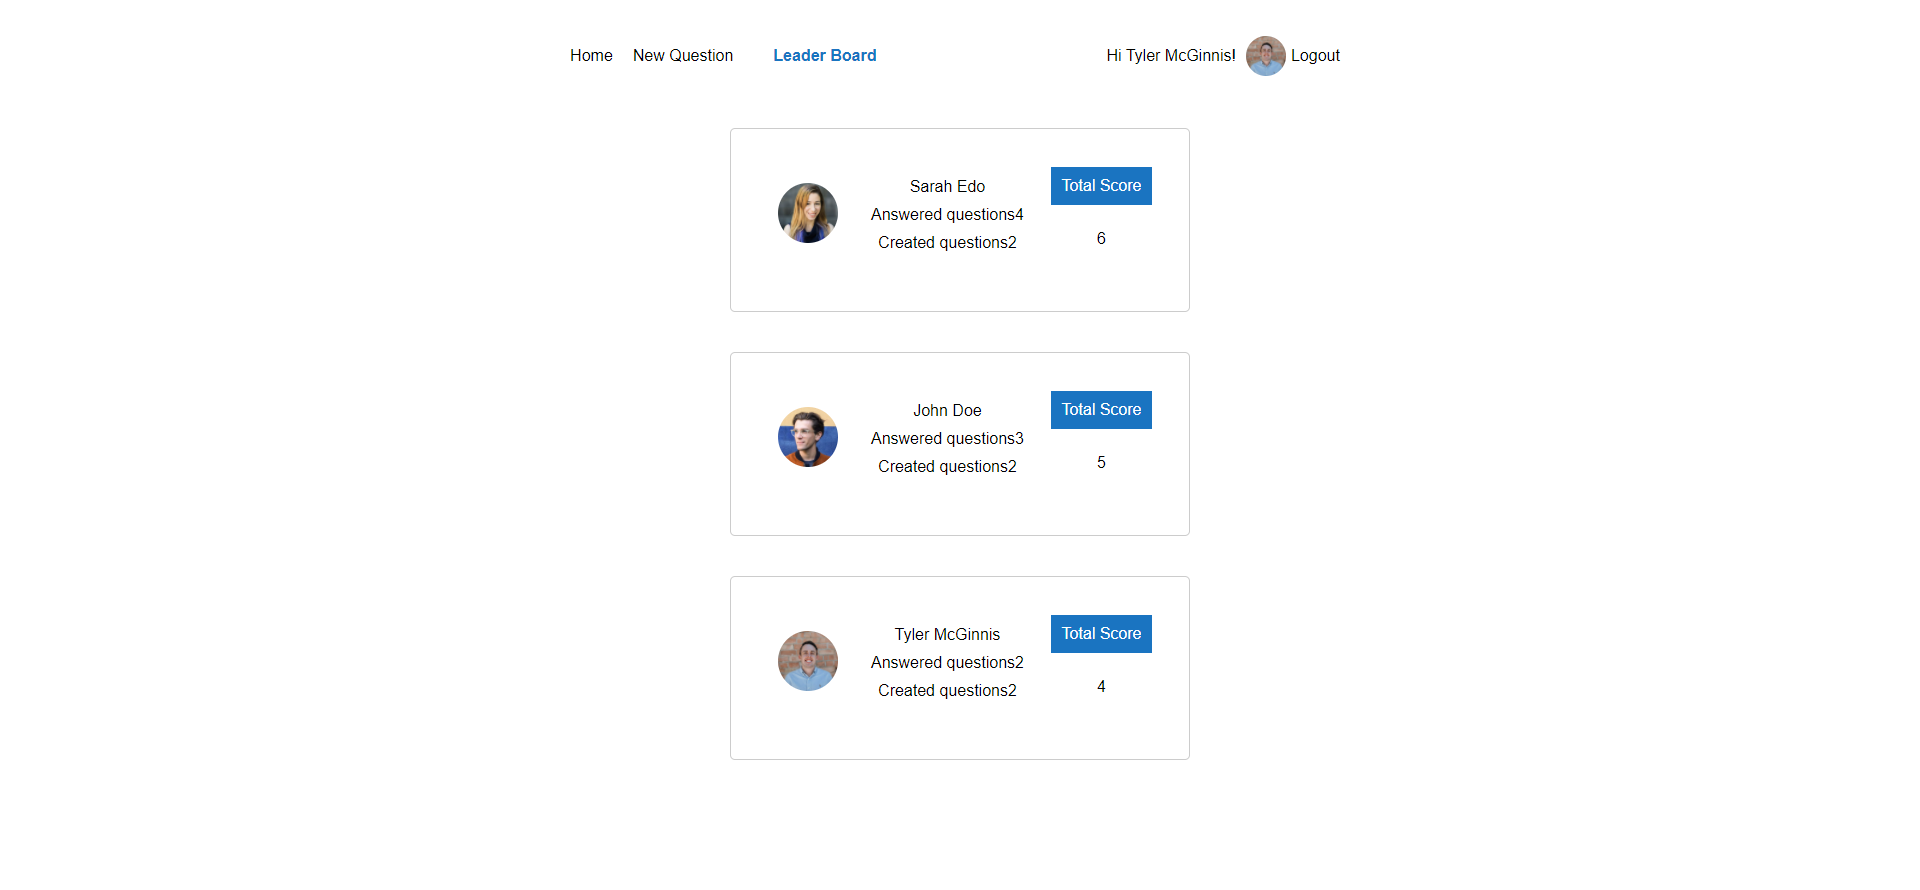 Home New Question Leader Board Hi Tyler McGinnis! Logout
Sarah Edo
Answered questions4
Created questions2
Total Score
6
John Doe
Answered questions3
Created questions2
Total Score
5
Tyler McGinnis
Answered questions2
Created questions2
Total Score
4